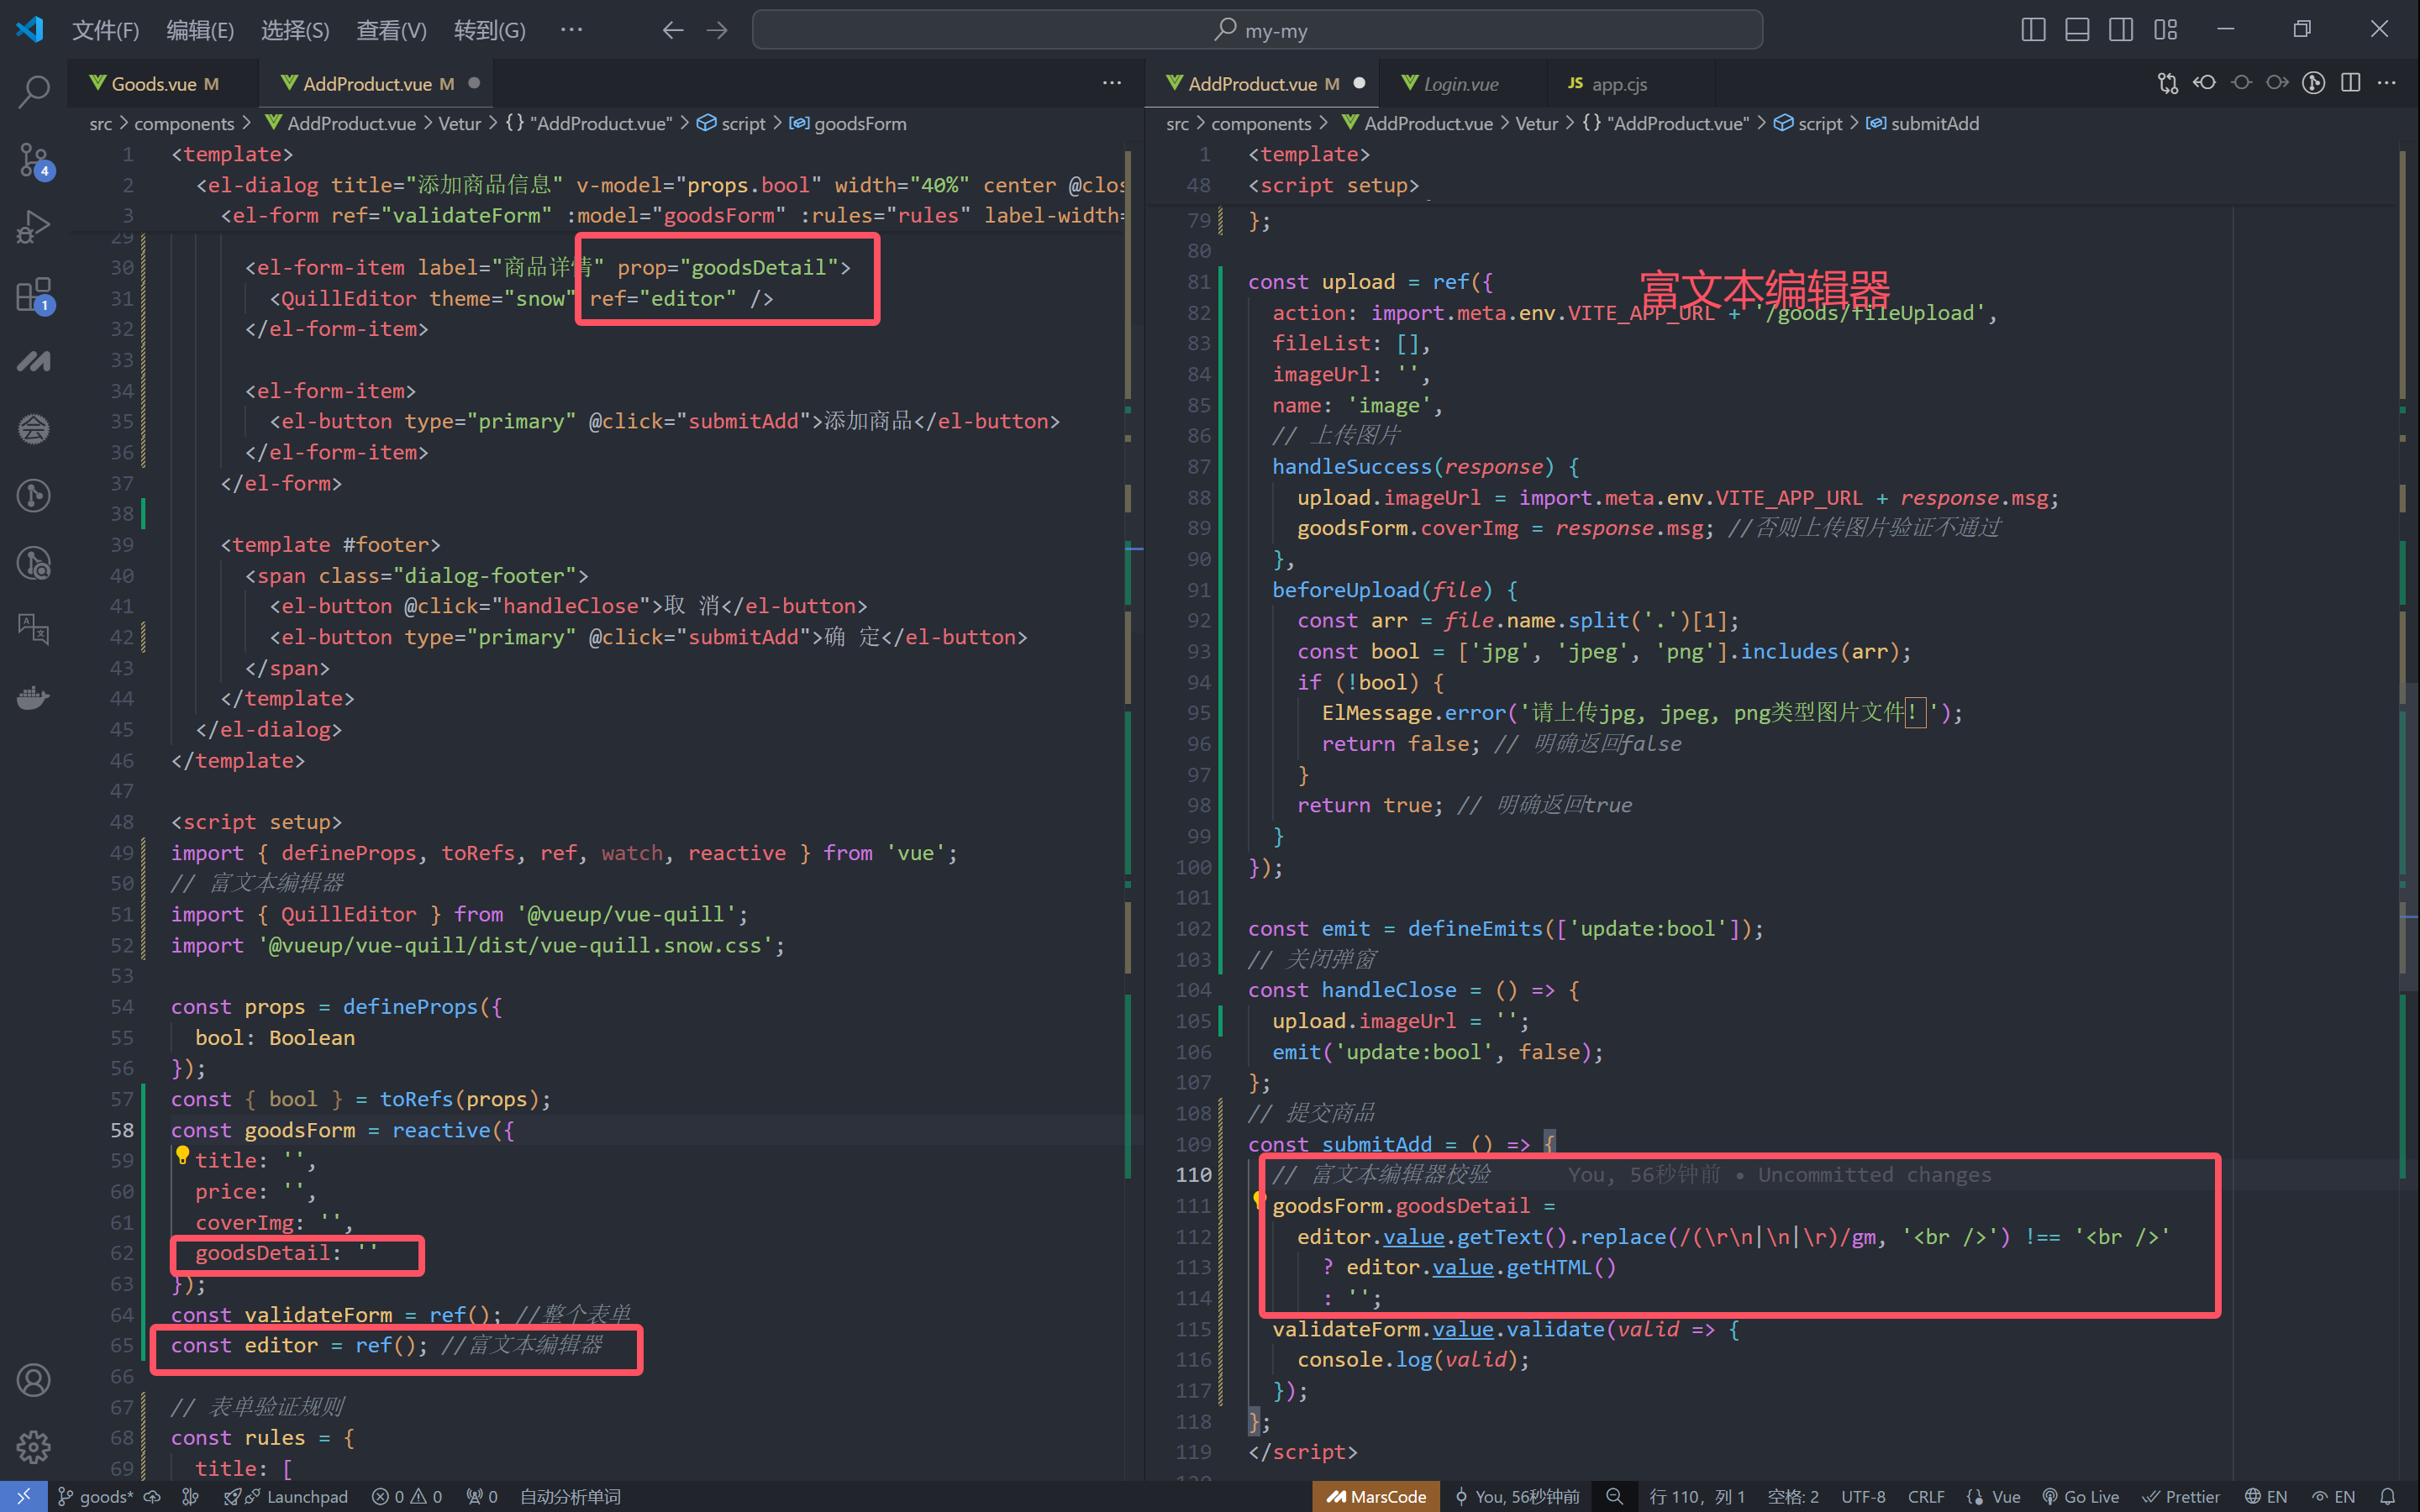 文件(F) 编辑(E) 选择(S) 查看(V) 转到(G) ··· my-my
Goods.vue M AddProduct.vue M
src > components > AddProduct.vue > Vetur > {} "AddProduct.vue" > script > goodsForm
1 <template>
2 <el-dialog title="添加商品信息" v-model="props.bool" width="40%" center @clos
3 <el-form ref="validateForm" :model="goodsForm" :rules="rules" label-width=
29
30 <el-form-item label="商品详情" prop="goodsDetail">
31 <QuillEditor theme="snow" ref="editor" />
32 </el-form-item>
33
34 <el-form-item>
35 <el-button type="primary" @click="submitAdd">添加商品</el-button>
36 </el-form-item>
37 </el-form>
38
39 <template #footer>
40 <span class="dialog-footer">
41 <el-button @click="handleClose">取 消</el-button>
42 <el-button type="primary" @click="submitAdd">确 定</el-button>
43 </span>
44 </template>
45 </el-dialog>
46 </template>
47
48 <script setup>
49 import { defineProps, toRefs, ref, watch, reactive } from 'vue';
50 // 富文本编辑器
51 import { QuillEditor } from '@vueup/vue-quill';
52 import '@vueup/vue-quill/dist/vue-quill.snow.css';
53
54 const props = defineProps({
55 bool: Boolean
56 });
57 const { bool } = toRefs(props);
58 const goodsForm = reactive({
59 title: '',
60 price: '',
61 coverImg: '',
62 goodsDetail: ''
63 });
64 const validateForm = ref(); //整个表单
65 const editor = ref(); //富文本编辑器
66
67 // 表单验证规则
68 const rules = {
69 title: [
AddProduct.vue M Login.vue JS app.cjs
src > components > AddProduct.vue > Vetur > {} "AddProduct.vue" > script > submitAdd
1 <template>
48 <script setup>
79 };
80
81 const upload = ref({
富文本编辑器
82 action: import.meta.env.VITE_APP_URL + '/goods/fileUpload',
83 fileList: [],
84 imageUrl: '',
85 name: 'image',
86 // 上传图片
87 handleSuccess(response) {
88 upload.imageUrl = import.meta.env.VITE_APP_URL + response.msg;
89 goodsForm.coverImg = response.msg; //否则上传图片验证不通过
90 },
91 beforeUpload(file) {
92 const arr = file.name.split('.')[1];
93 const bool = ['jpg', 'jpeg', 'png'].includes(arr);
94 if (!bool) {
95 ElMessage.error('请上传jpg, jpeg, png类型图片文件！');
96 return false; // 明确返回false
97 }
98 return true; // 明确返回true
99 }
100 });
101
102 const emit = defineEmits(['update:bool']);
103 // 关闭弹窗
104 const handleClose = () => {
105 upload.imageUrl = '';
106 emit('update:bool', false);
107 };
108 // 提交商品
109 const submitAdd = () => {
110 // 富文本编辑器校验 You, 56秒钟前 • Uncommitted changes
111 goodsForm.goodsDetail =
112 editor.value.getText().replace(/(\r\n|\n|\r)/gm, '<br />') !== '<br />'
113 ? editor.value.getHTML()
114 : '';
115 validateForm.value.validate(valid => {
116 console.log(valid);
117 });
118 };
119 </script>
4
1
goods* Launchpad 0 0 0 自动分析单词 MarsCode You, 56秒钟前 行 110，列 1 空格: 2 UTF-8 CRLF {} Vue Go Live Prettier EN EN